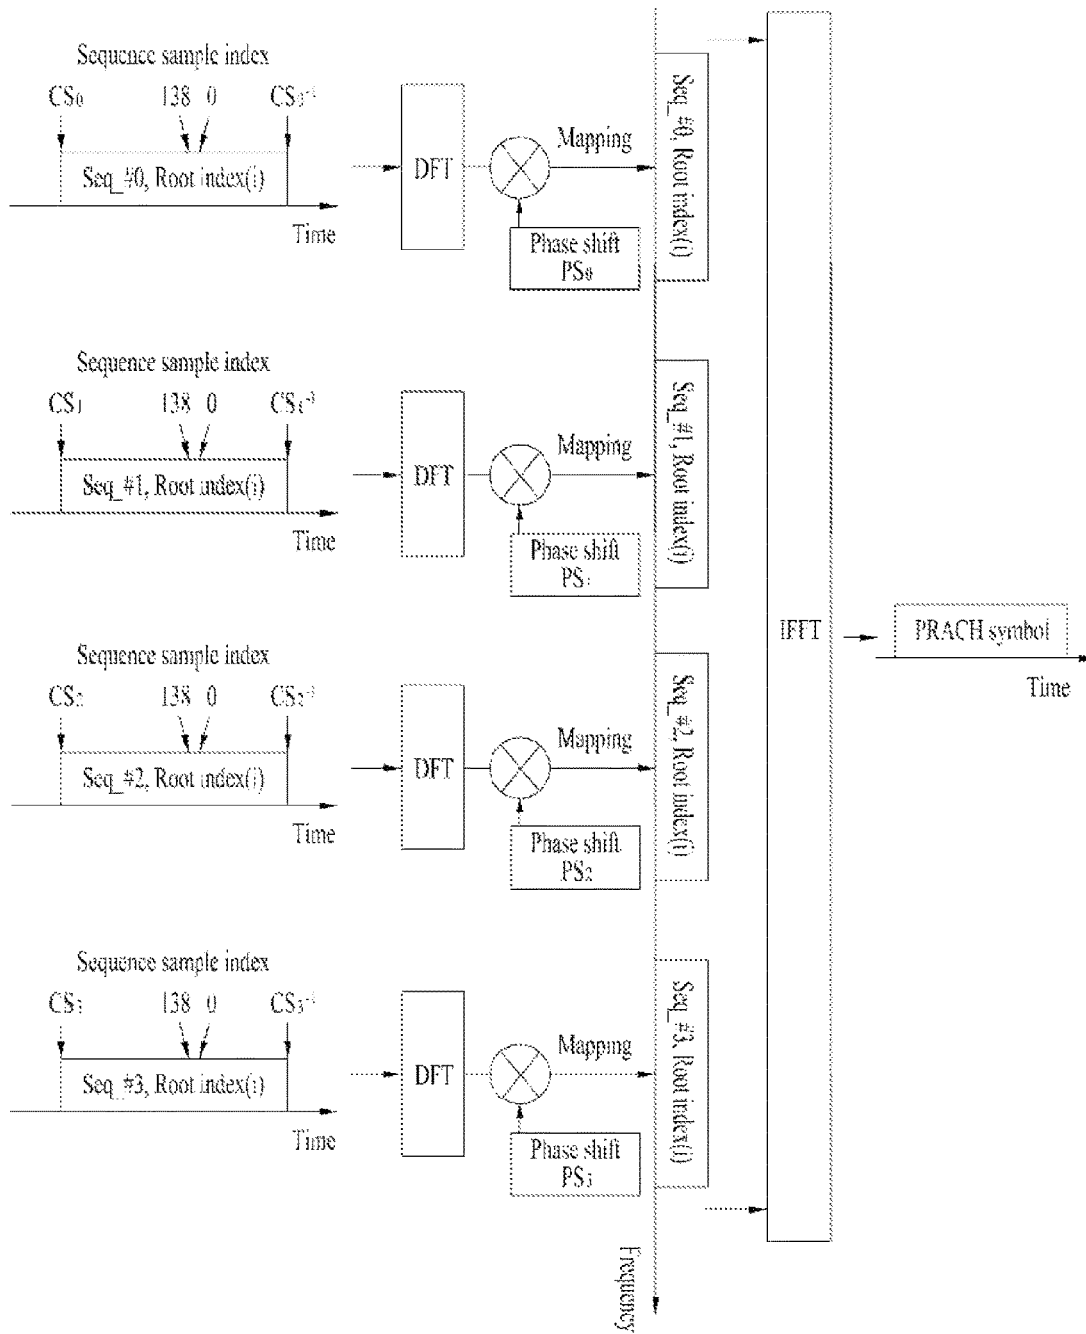 Sequence sample index
CS₀ 138 0 CS₀⁻¹
Seq_#0, Root index(i)
Time
DFT
Mapping
Phase shift
PS₀
Seq_#0, Root index(i)
Sequence sample index
CS₁ 138 0 CS₁⁻¹
Seq_#1, Root index(i)
Time
DFT
Mapping
Phase shift
PS₁
Seq_#1, Root index(i)
IFFT
PRACH symbol
Time
Sequence sample index
CS₂ 138 0 CS₂⁻¹
Seq_#2, Root index(i)
Time
DFT
Mapping
Phase shift
PS₂
Seq_#2, Root index(i)
Sequence sample index
CS₃ 138 0 CS₃⁻¹
Seq_#3, Root index(i)
Time
DFT
Mapping
Phase shift
PS₃
Seq_#3, Root index(i)
Frequency